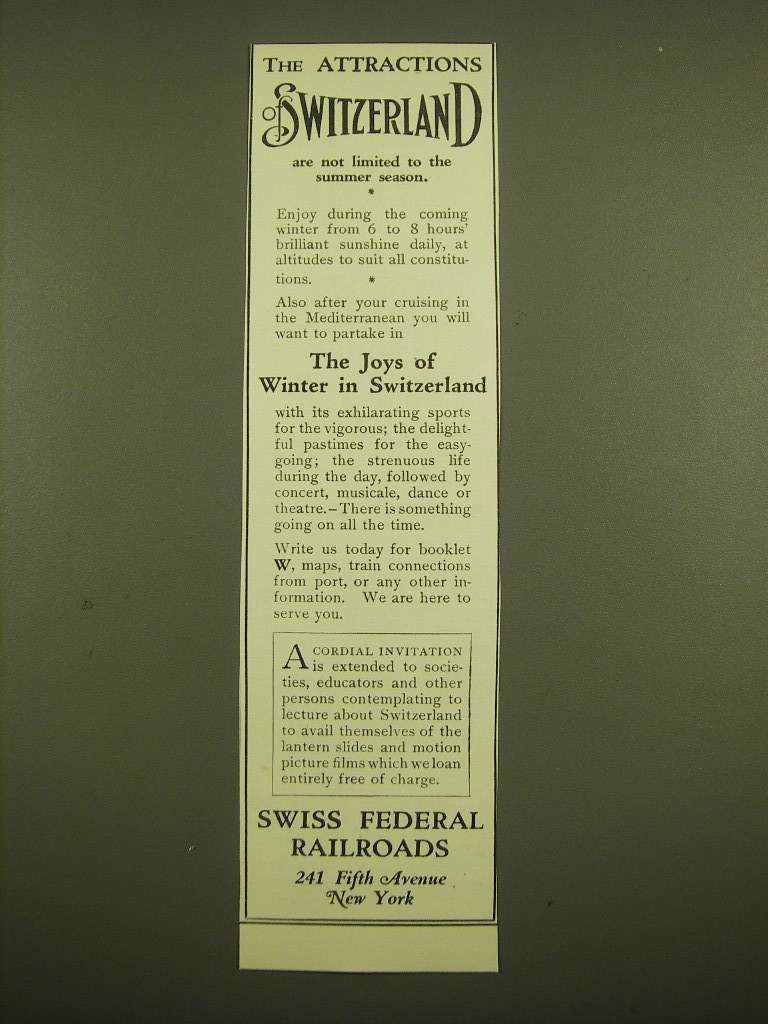 THE ATTRACTIONS
of SWITZERLAND
are not limited to the
summer season.
*
Enjoy during the coming
winter from 6 to 8 hours'
brilliant sunshine daily, at
altitudes to suit all constitu-
tions. *
Also after your cruising in
the Mediterranean you will
want to partake in
The Joys of
Winter in Switzerland
with its exhilarating sports
for the vigorous; the delight-
ful pastimes for the easy-
going; the strenuous life
during the day, followed by
concert, musicale, dance or
theatre.—There is something
going on all the time.
Write us today for booklet
W, maps, train connections
from port, or any other in-
formation. We are here to
serve you.
A CORDIAL INVITATION
is extended to socie-
ties, educators and other
persons contemplating to
lecture about Switzerland
to avail themselves of the
lantern slides and motion
picture films which we loan
entirely free of charge.
SWISS FEDERAL
RAILROADS
241 Fifth Avenue
New York